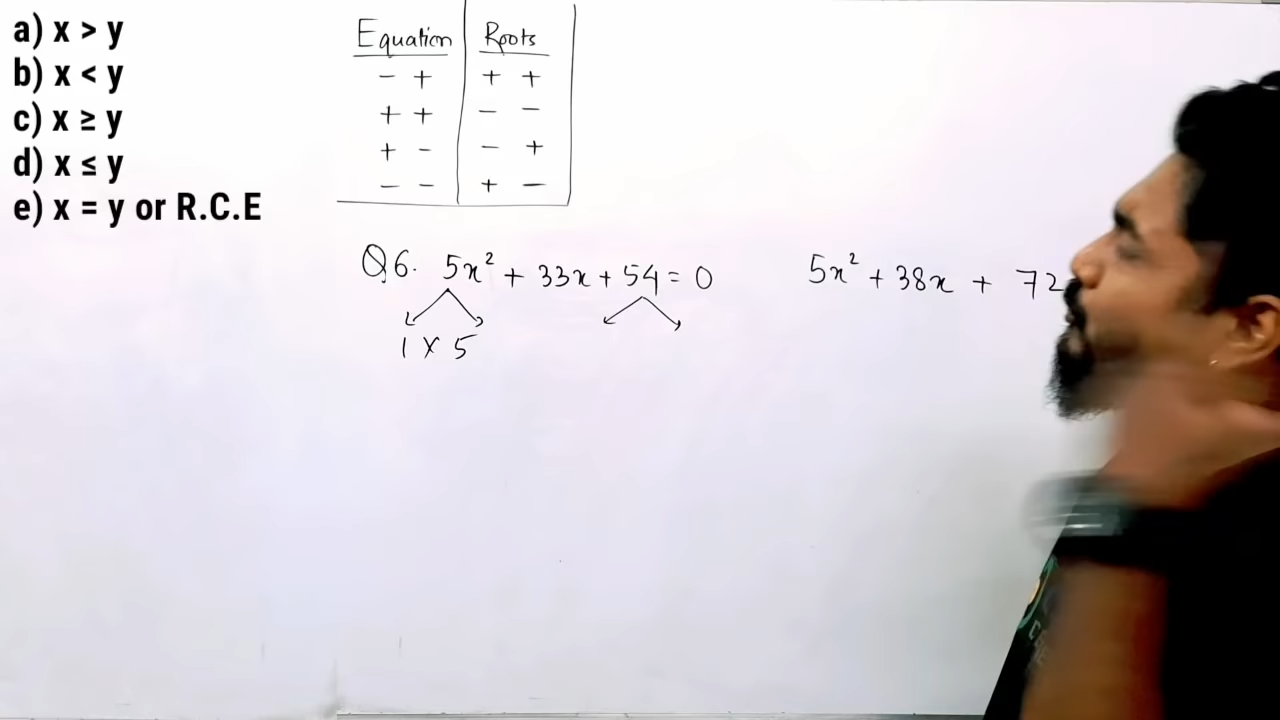 a) x > y
b) x < y
c) x ≥ y
d) x ≤ y
e) x = y or R.C.E
Equation Roots
− + + +
+ + − −
+ − − +
− − + −
Q6. 5x² + 33x + 54 = 0 5x² + 38x + 72
1 x 5